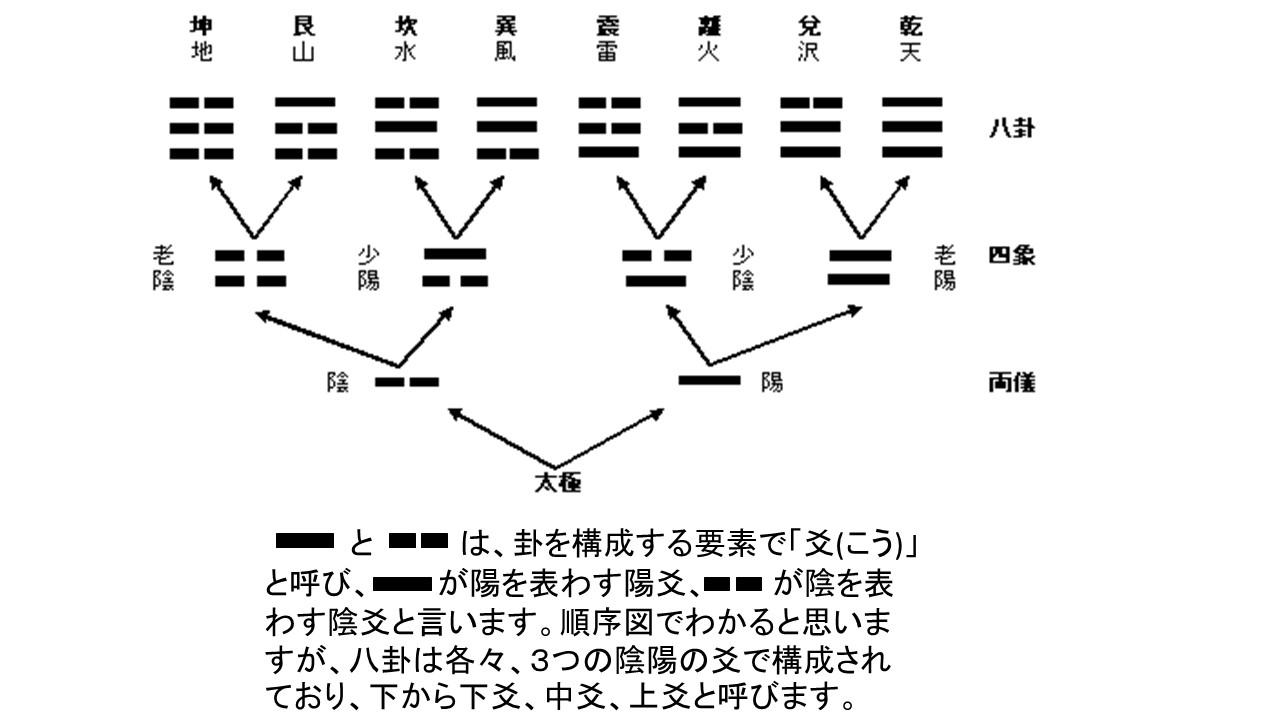 坤 艮 坎 巽 震 離 兌 乾
地 山 水 風 雷 火 沢 天
八卦
老陰 少陽 少陰 老陽 四象
陰 陽 両儀
太極
と は、卦を構成する要素で「爻(こう)」
と呼び、 が陽を表わす陽爻、 が陰を表
わす陰爻と言います。順序図でわかると思いま
すが、八卦は各々、３つの陰陽の爻で構成され
ており、下から下爻、中爻、上爻と呼びます。